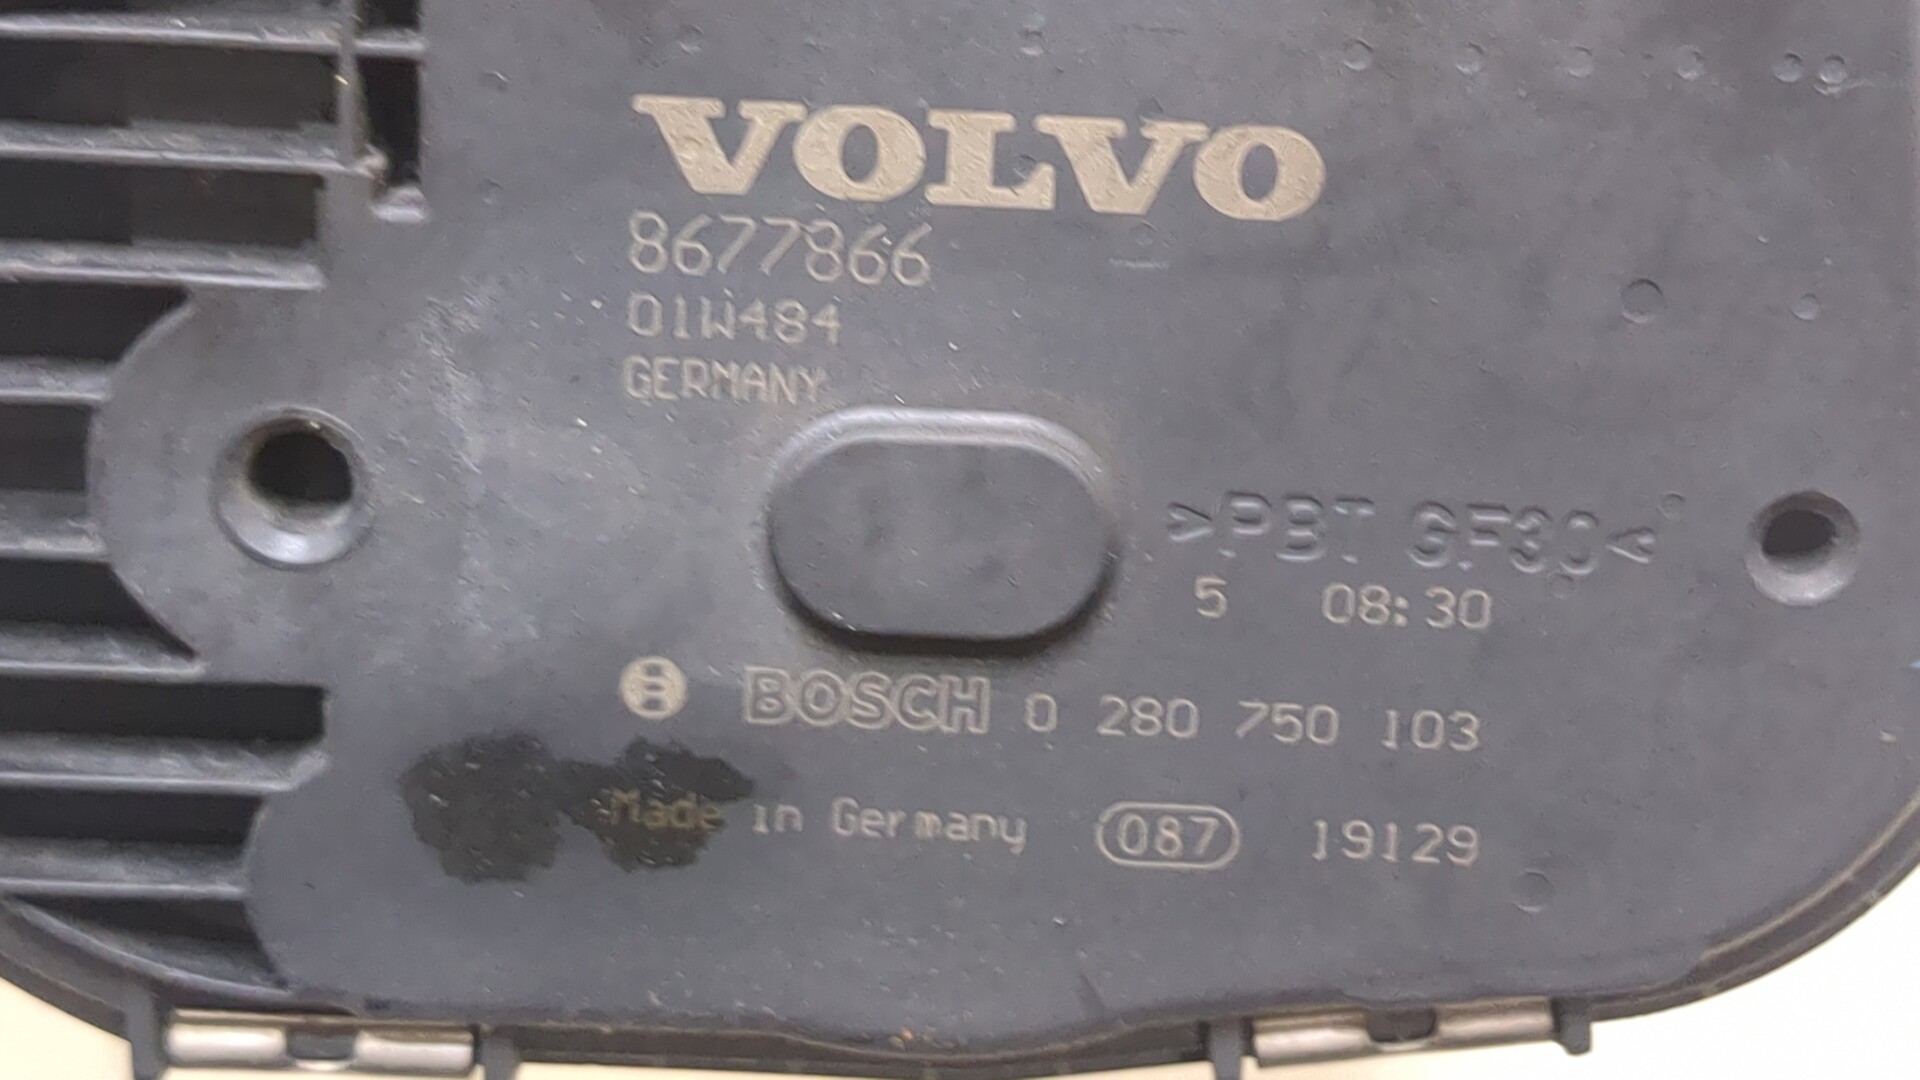 VOLVO
8677866
01W484
GERMANY
>PBT GF30<
5 08:30
BOSCH 0 280 750 103
Made in Germany 087 19129